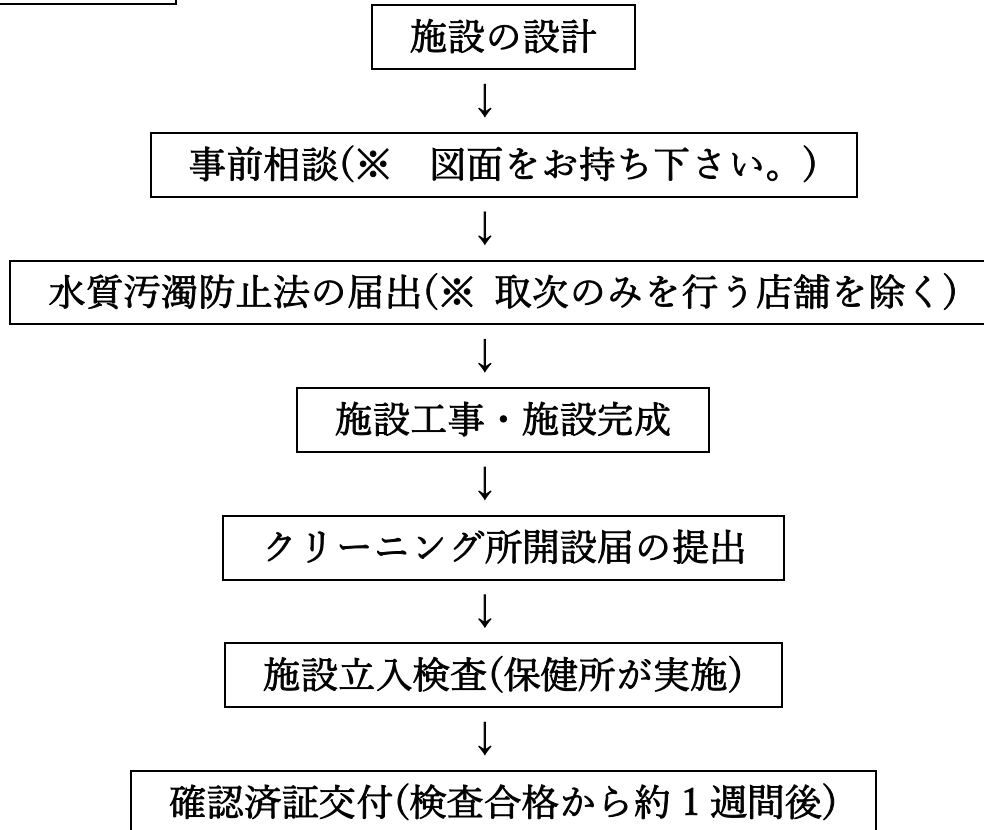 施設の設計
↓
事前相談(※　図面をお持ち下さい。)
↓
水質汚濁防止法の届出(※ 取次のみを行う店舗を除く)
↓
施設工事・施設完成
↓
クリーニング所開設届の提出
↓
施設立入検査(保健所が実施)
↓
確認済証交付(検査合格から約１週間後)